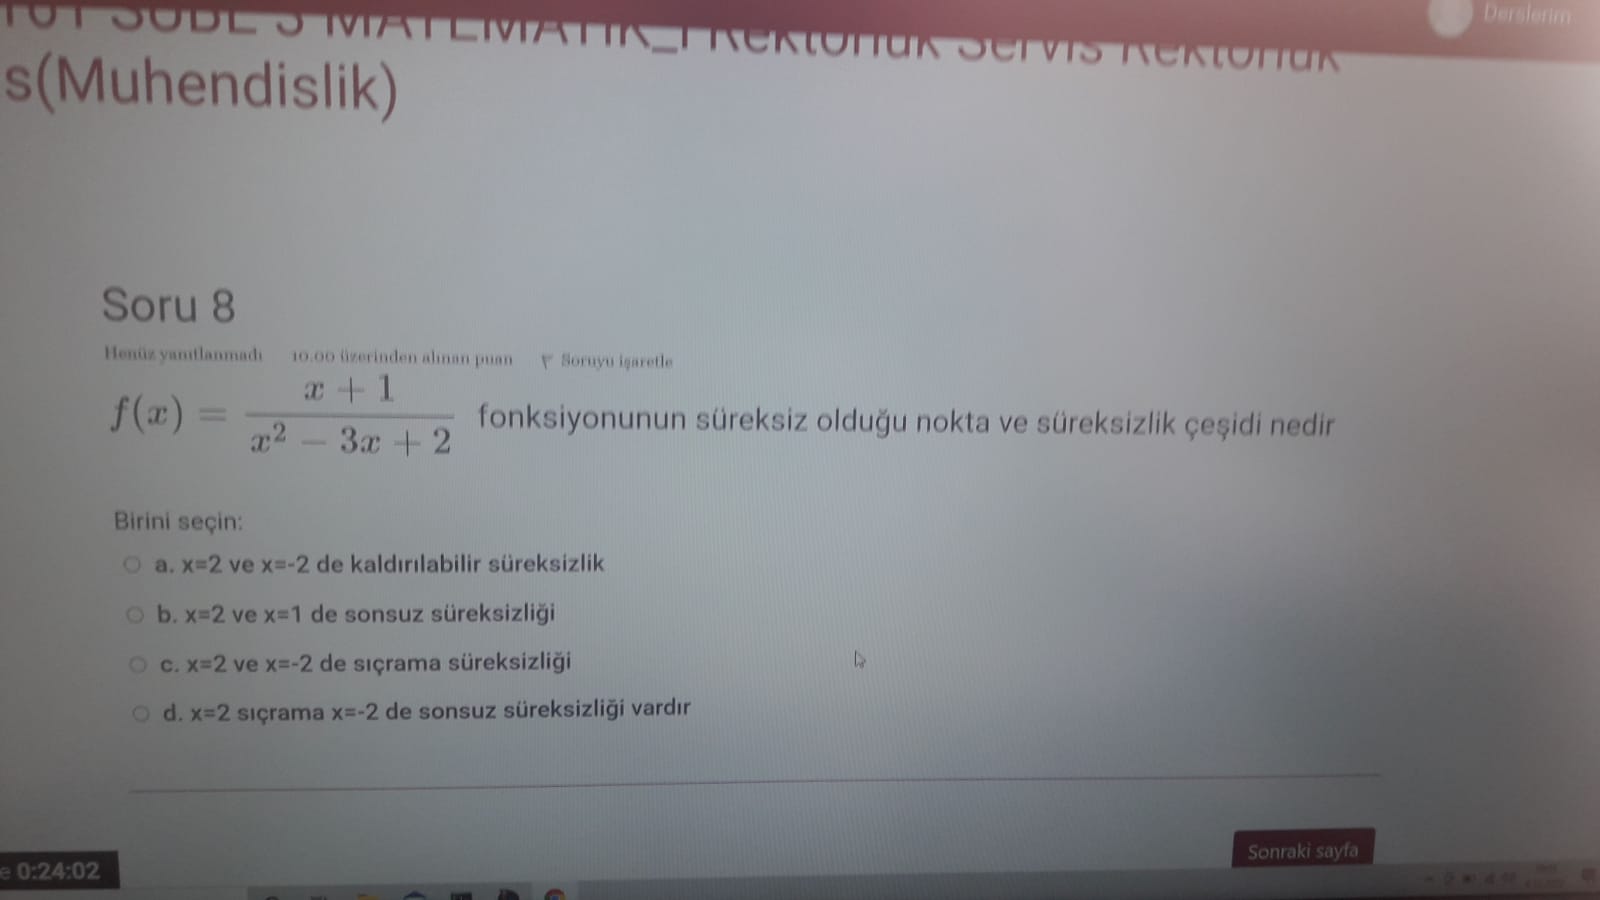 Derslerim
101 ŞUBE 3 MATEMATİK_I Rektörlük Servis Rektörlük
s(Muhendislik)
Soru 8
Henüz yanıtlanmadı 10.00 üzerinden alınan puan Soruyu işaretle
f(x) = (x + 1)/(x² − 3x + 2) fonksiyonunun süreksiz olduğu nokta ve süreksizlik çeşidi nedir
Birini seçin:
a. x=2 ve x=-2 de kaldırılabilir süreksizlik
b. x=2 ve x=1 de sonsuz süreksizliği
c. x=2 ve x=-2 de sıçrama süreksizliği
d. x=2 sıçrama x=-2 de sonsuz süreksizliği vardır
Sonraki sayfa
e 0:24:02